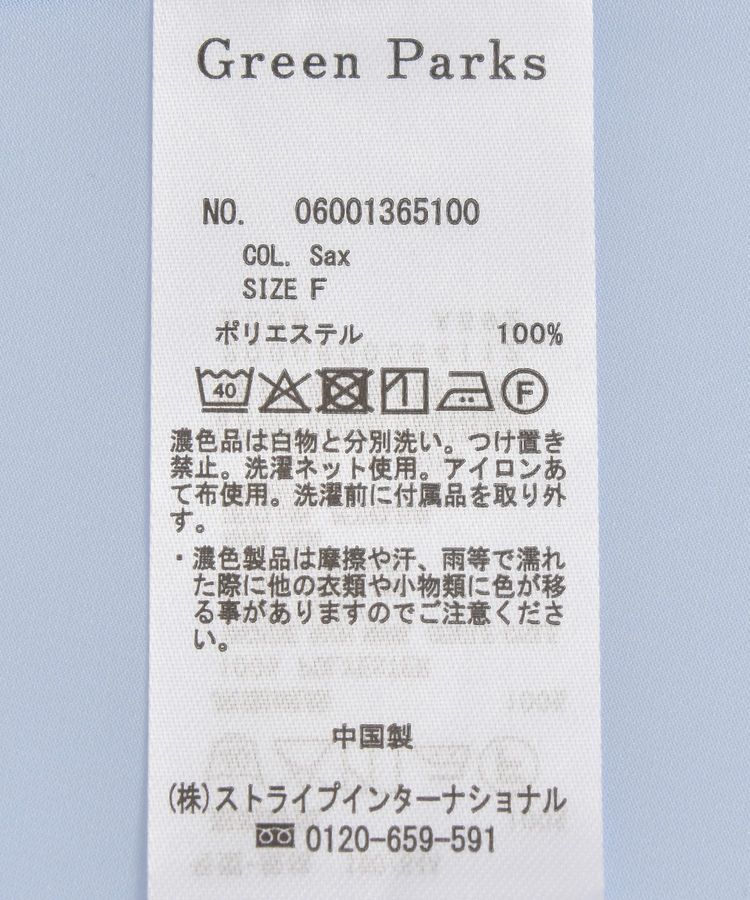 Green Parks
NO. 06001365100
COL. Sax
SIZE F
ポリエステル 100%
40
F
濃色品は白物と分別洗い。つけ置き
禁止。洗濯ネット使用。アイロンあ
て布使用。洗濯前に付属品を取り外
す。
・濃色製品は摩擦や汗、雨等で濡れ
た際に他の衣類や小物類に色が移
る事がありますのでご注意くださ
い。
中国製
(株)ストライプインターナショナル
0120-659-591